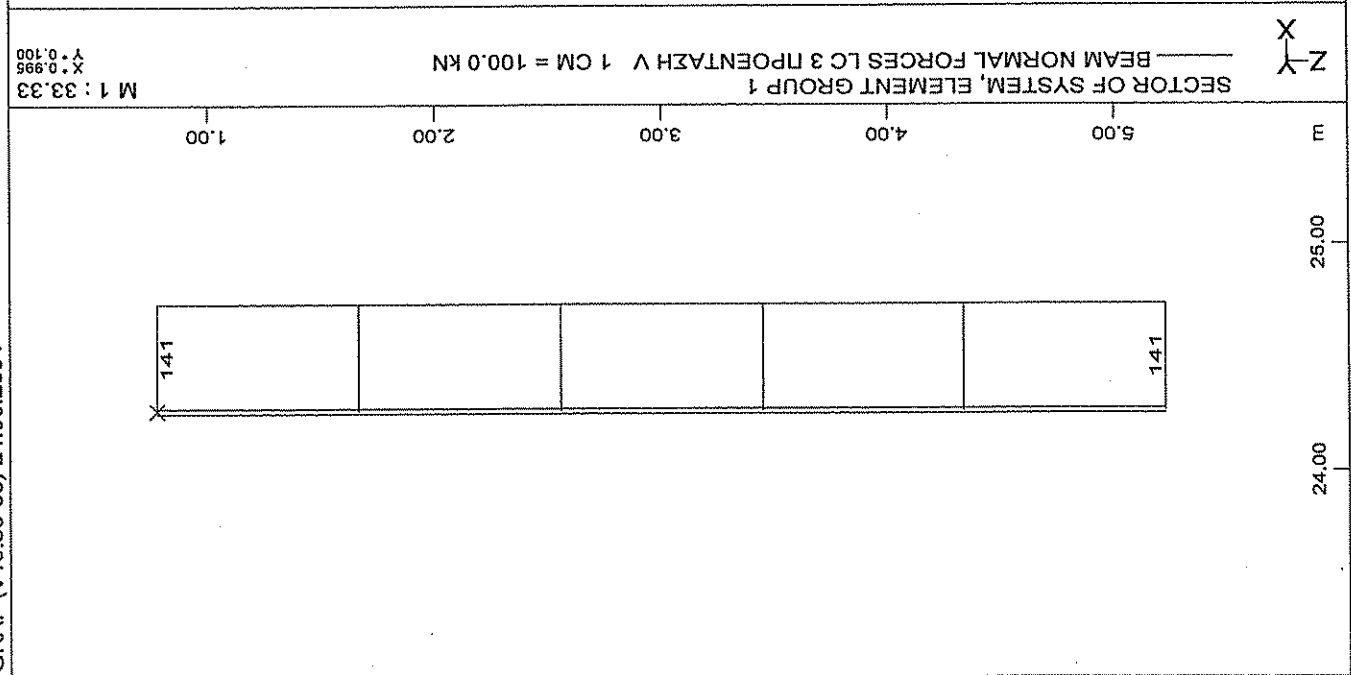 SECTOR OF SYSTEM, ELEMENT GROUP 1
BEAM NORMAL FORCES LC 3 ΠΡΟΕΝΤΑΣΗ V 1 CM = 100.0 kN
M 1 : 33.33
X * 0.995
Y * 0.100
Z
Y
X
m
5.00
4.00
3.00
2.00
1.00
25.00
24.00
141
141